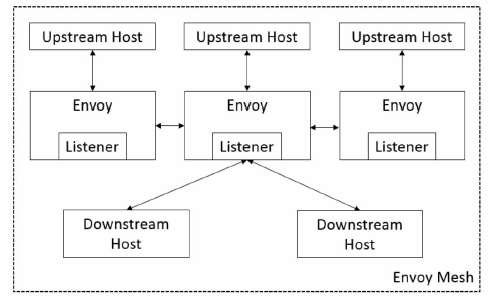 Upstream Host
Upstream Host
Upstream Host
Envoy
Envoy
Envoy
Listener
Listener
Listener
Downstream
Host
Downstream
Host
Envoy Mesh